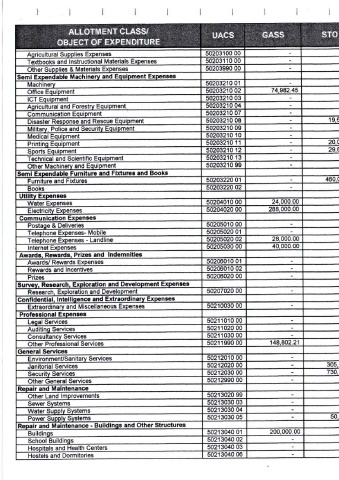 ALLOTMENT CLASS/ OBJECT OF EXPENDITURE UACS GASS STO
Agricultural Supplies Expenses 50203100 00 -
Textbooks and Instructional Materials Expenses 50203110 00 -
Other Supplies & Materials Expenses 50203990 00 -
Semi Expendable Machinery and Equipment Expenses
Machinery 50203210 01 -
Office Equipment 50203210 02 74,982.45
ICT Equipment 50203210 03 -
Agricultural and Forestry Equipment 50203210 04 -
Communication Equipment 50203210 07 -
Disaster Response and Rescue Equipment 50203210 08 -
Military, Police and Security Equipment 50203210 09 -
Medical Equipment 50203210 10 -
Printing Equipment 50203210 11 -
Sports Equipment 50203210 12 -
Technical and Scientific Equipment 50203210 13 -
Other Machinery and Equipment 50203210 99 -
Semi Expendable Furniture and Fixtures and Books
Furniture and Fixtures 50203220 01 -
Books 50203220 02 -
Utility Expenses
Water Expenses 50204010 00 24,000.00
Electricity Expenses 50204020 00 288,000.00
Communication Expenses
Postage & Deliveries 50205010 00 -
Telephone Expenses- Mobile 50205020 01 -
Telephone Expenses - Landline 50205020 02 28,000.00
Internet Expenses 50205030 00 40,000.00
Awards, Rewards, Prizes and Indemnities
Awards/ Rewards Expenses 50206010 01 -
Rewards and Incentives 50206010 02 -
Prizes 50206020 00 -
Survey, Research, Exploration and Development Expenses
Research, Exploration and Development 50207020 00 -
Confidential, Intelligence and Extraordinary Expenses
Extraordinary and Miscellaneous Expenses 50210030 00 -
Professional Expenses
Legal Services 50211010 00 -
Auditing Services 50211020 00 -
Consultancy Services 50211030 00 -
Other Professional Services 50211990 00 148,802.21
General Services
Environment/Sanitary Services 50212010 00 -
Janitorial Services 50212020 00 - 305,
Security Services 50212030 00 - 730,
Other General Services 50212990 00 -
Repair and Maintenance
Other Land Improvements 50213020 99 -
Sewer Systems 50213030 03 -
Water Supply Systems 50213030 04 -
Power Supply Systems 50213030 05 - 50,
Repair and Maintenance - Buildings and Other Structures
Buildings 50213040 01 200,000.00
School Buildings 50213040 02 -
Hospitals and Health Centers 50213040 03 -
Hostels and Dormitories 50213040 06 -